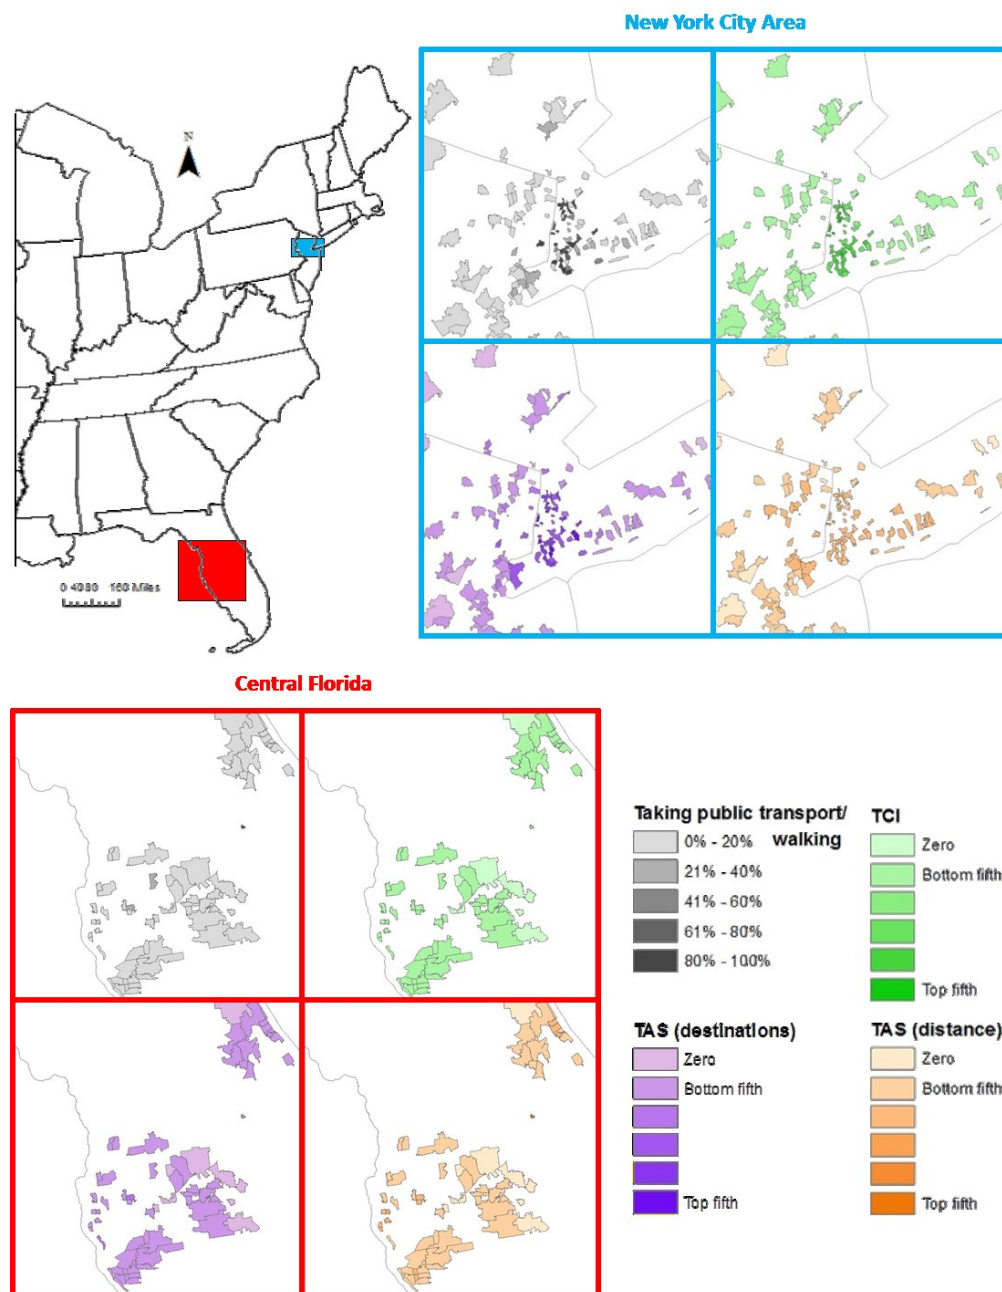 New York City Area
N
0 4080 160 Miles
Central Florida
Taking public transport/
walking
0% - 20%
21% - 40%
41% - 60%
61% - 80%
80% - 100%
TCI
Zero
Bottom fifth
Top fifth
TAS (destinations)
Zero
Bottom fifth
Top fifth
TAS (distance)
Zero
Bottom fifth
Top fifth